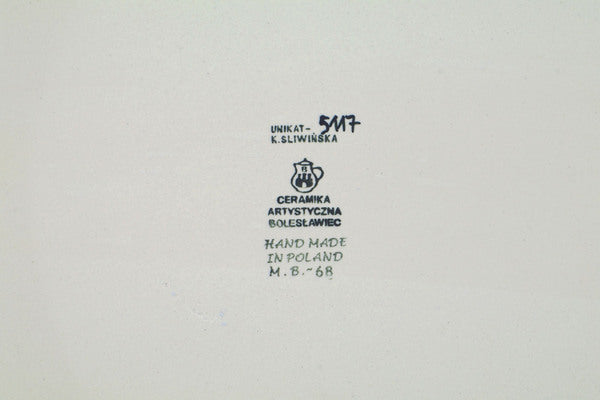 UNIKAT- 5117
K.SLIWIŃSKA
B
CERAMIKA
ARTYSTYCZNA
BOLESŁAWIEC
HAND MADE
IN POLAND
M.B.-68